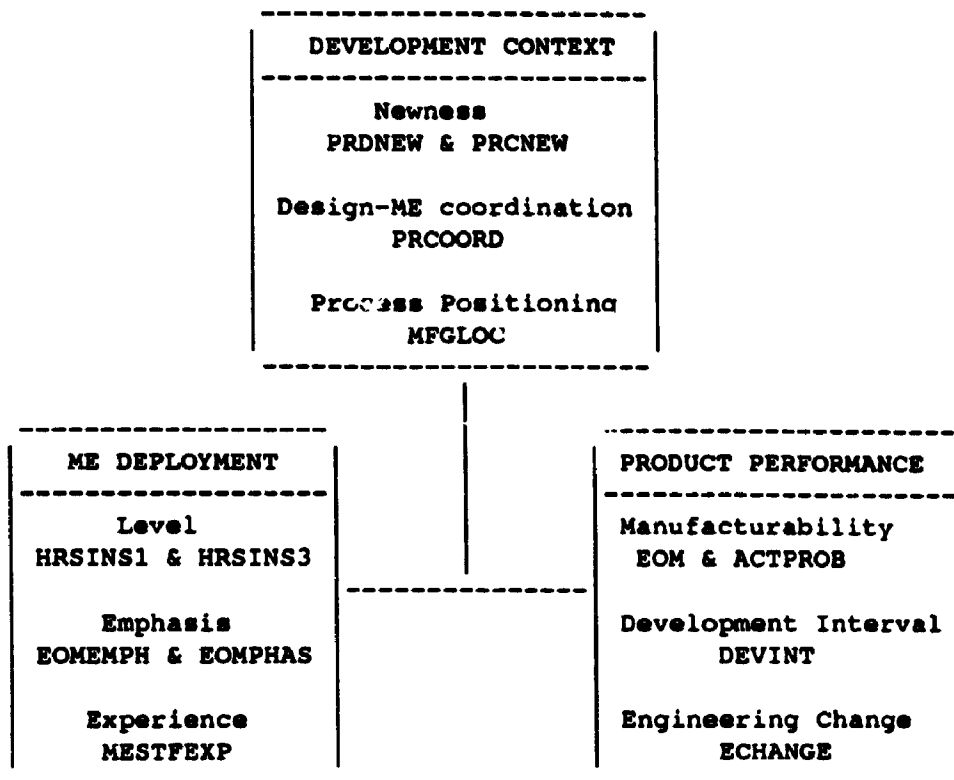 DEVELOPMENT CONTEXT
Newness
PRDNEW & PRCNEW
Design-ME coordination
PRCOORD
Process Positioning
MFGLOC
ME DEPLOYMENT
Level
HRSINS1 & HRSINS3
Emphasis
EOMEMPH & EOMPHAS
Experience
MESTFEXP
PRODUCT PERFORMANCE
Manufacturability
EOM & ACTPROB
Development Interval
DEVINT
Engineering Change
ECHANGE